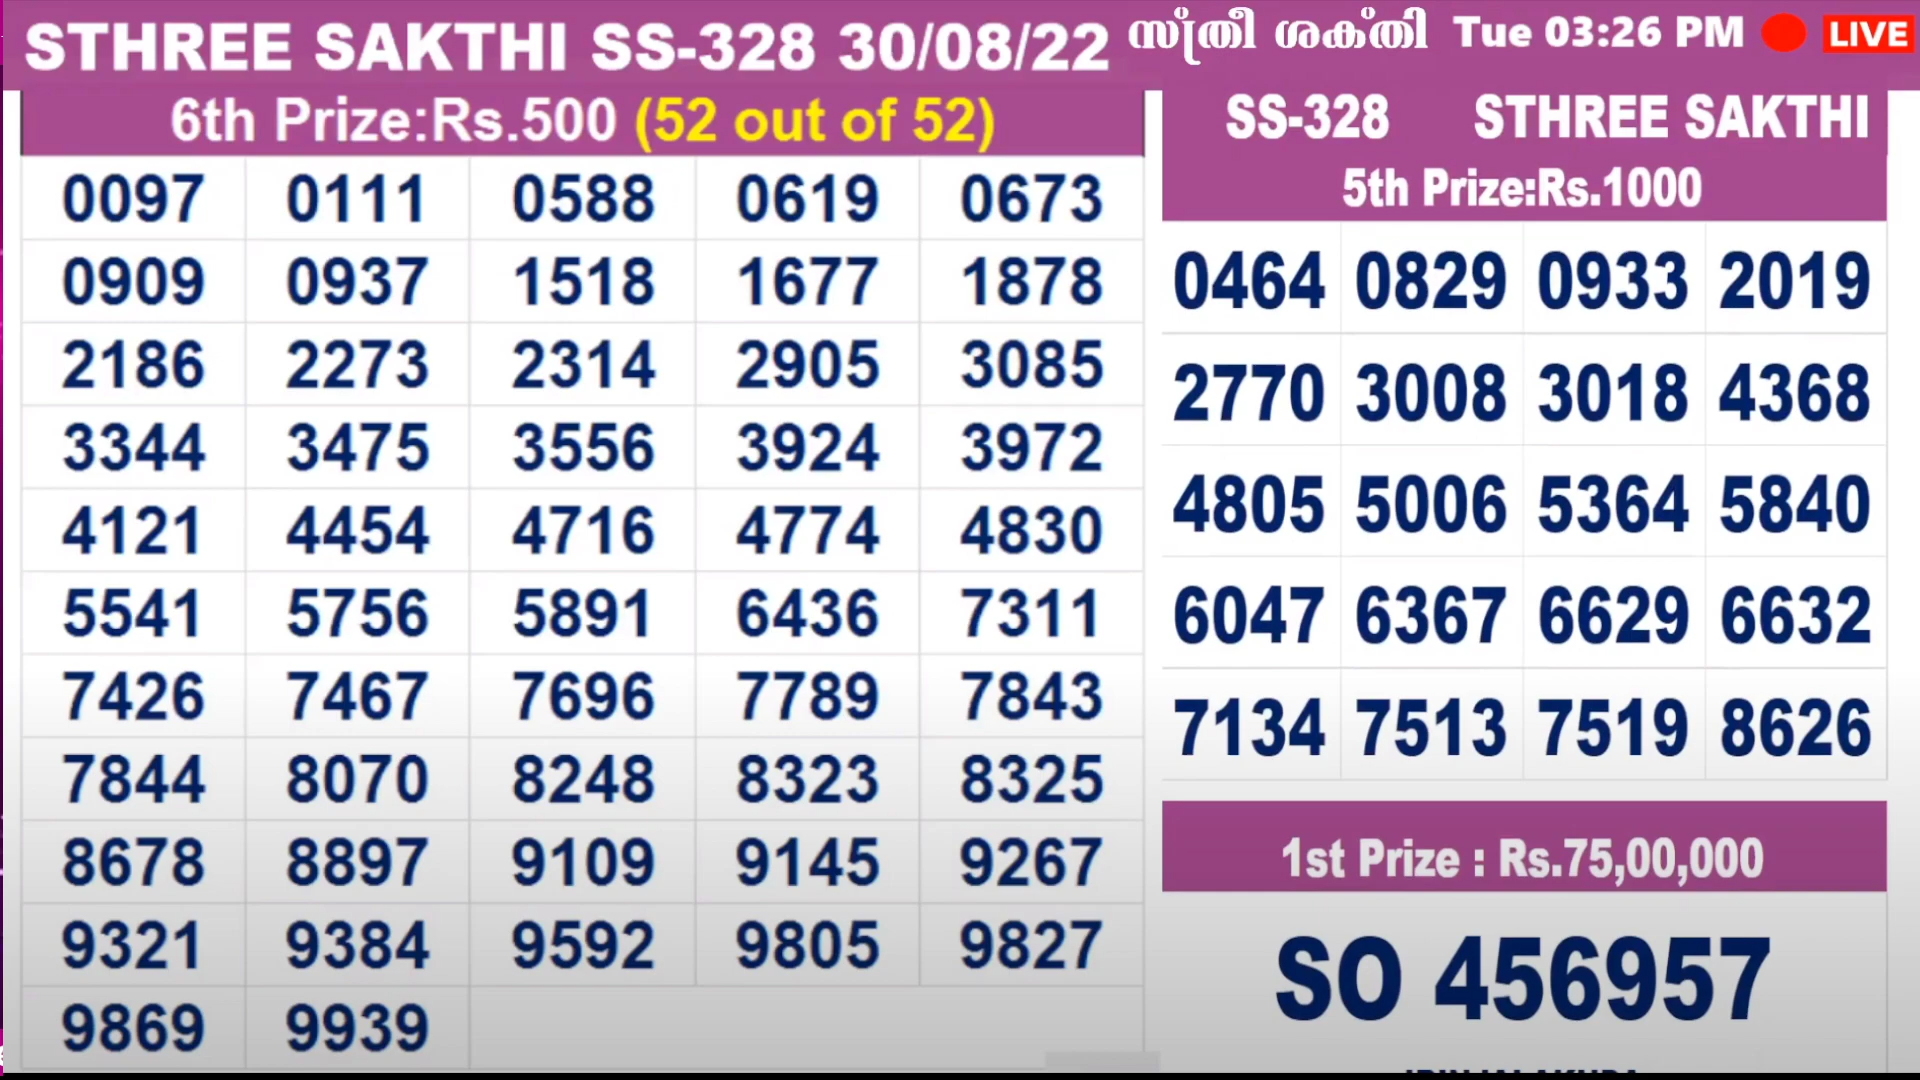 STHREE SAKTHI SS-328 30/08/22 സ്ത്രീ ശക്തി Tue 03:26 PM LIVE
6th Prize:Rs.500 (52 out of 52)
0097 0111 0588 0619 0673
0909 0937 1518 1677 1878
2186 2273 2314 2905 3085
3344 3475 3556 3924 3972
4121 4454 4716 4774 4830
5541 5756 5891 6436 7311
7426 7467 7696 7789 7843
7844 8070 8248 8323 8325
8678 8897 9109 9145 9267
9321 9384 9592 9805 9827
9869 9939
SS-328 STHREE SAKTHI
5th Prize:Rs.1000
0464 0829 0933 2019
2770 3008 3018 4368
4805 5006 5364 5840
6047 6367 6629 6632
7134 7513 7519 8626
1st Prize : Rs.75,00,000
SO 456957